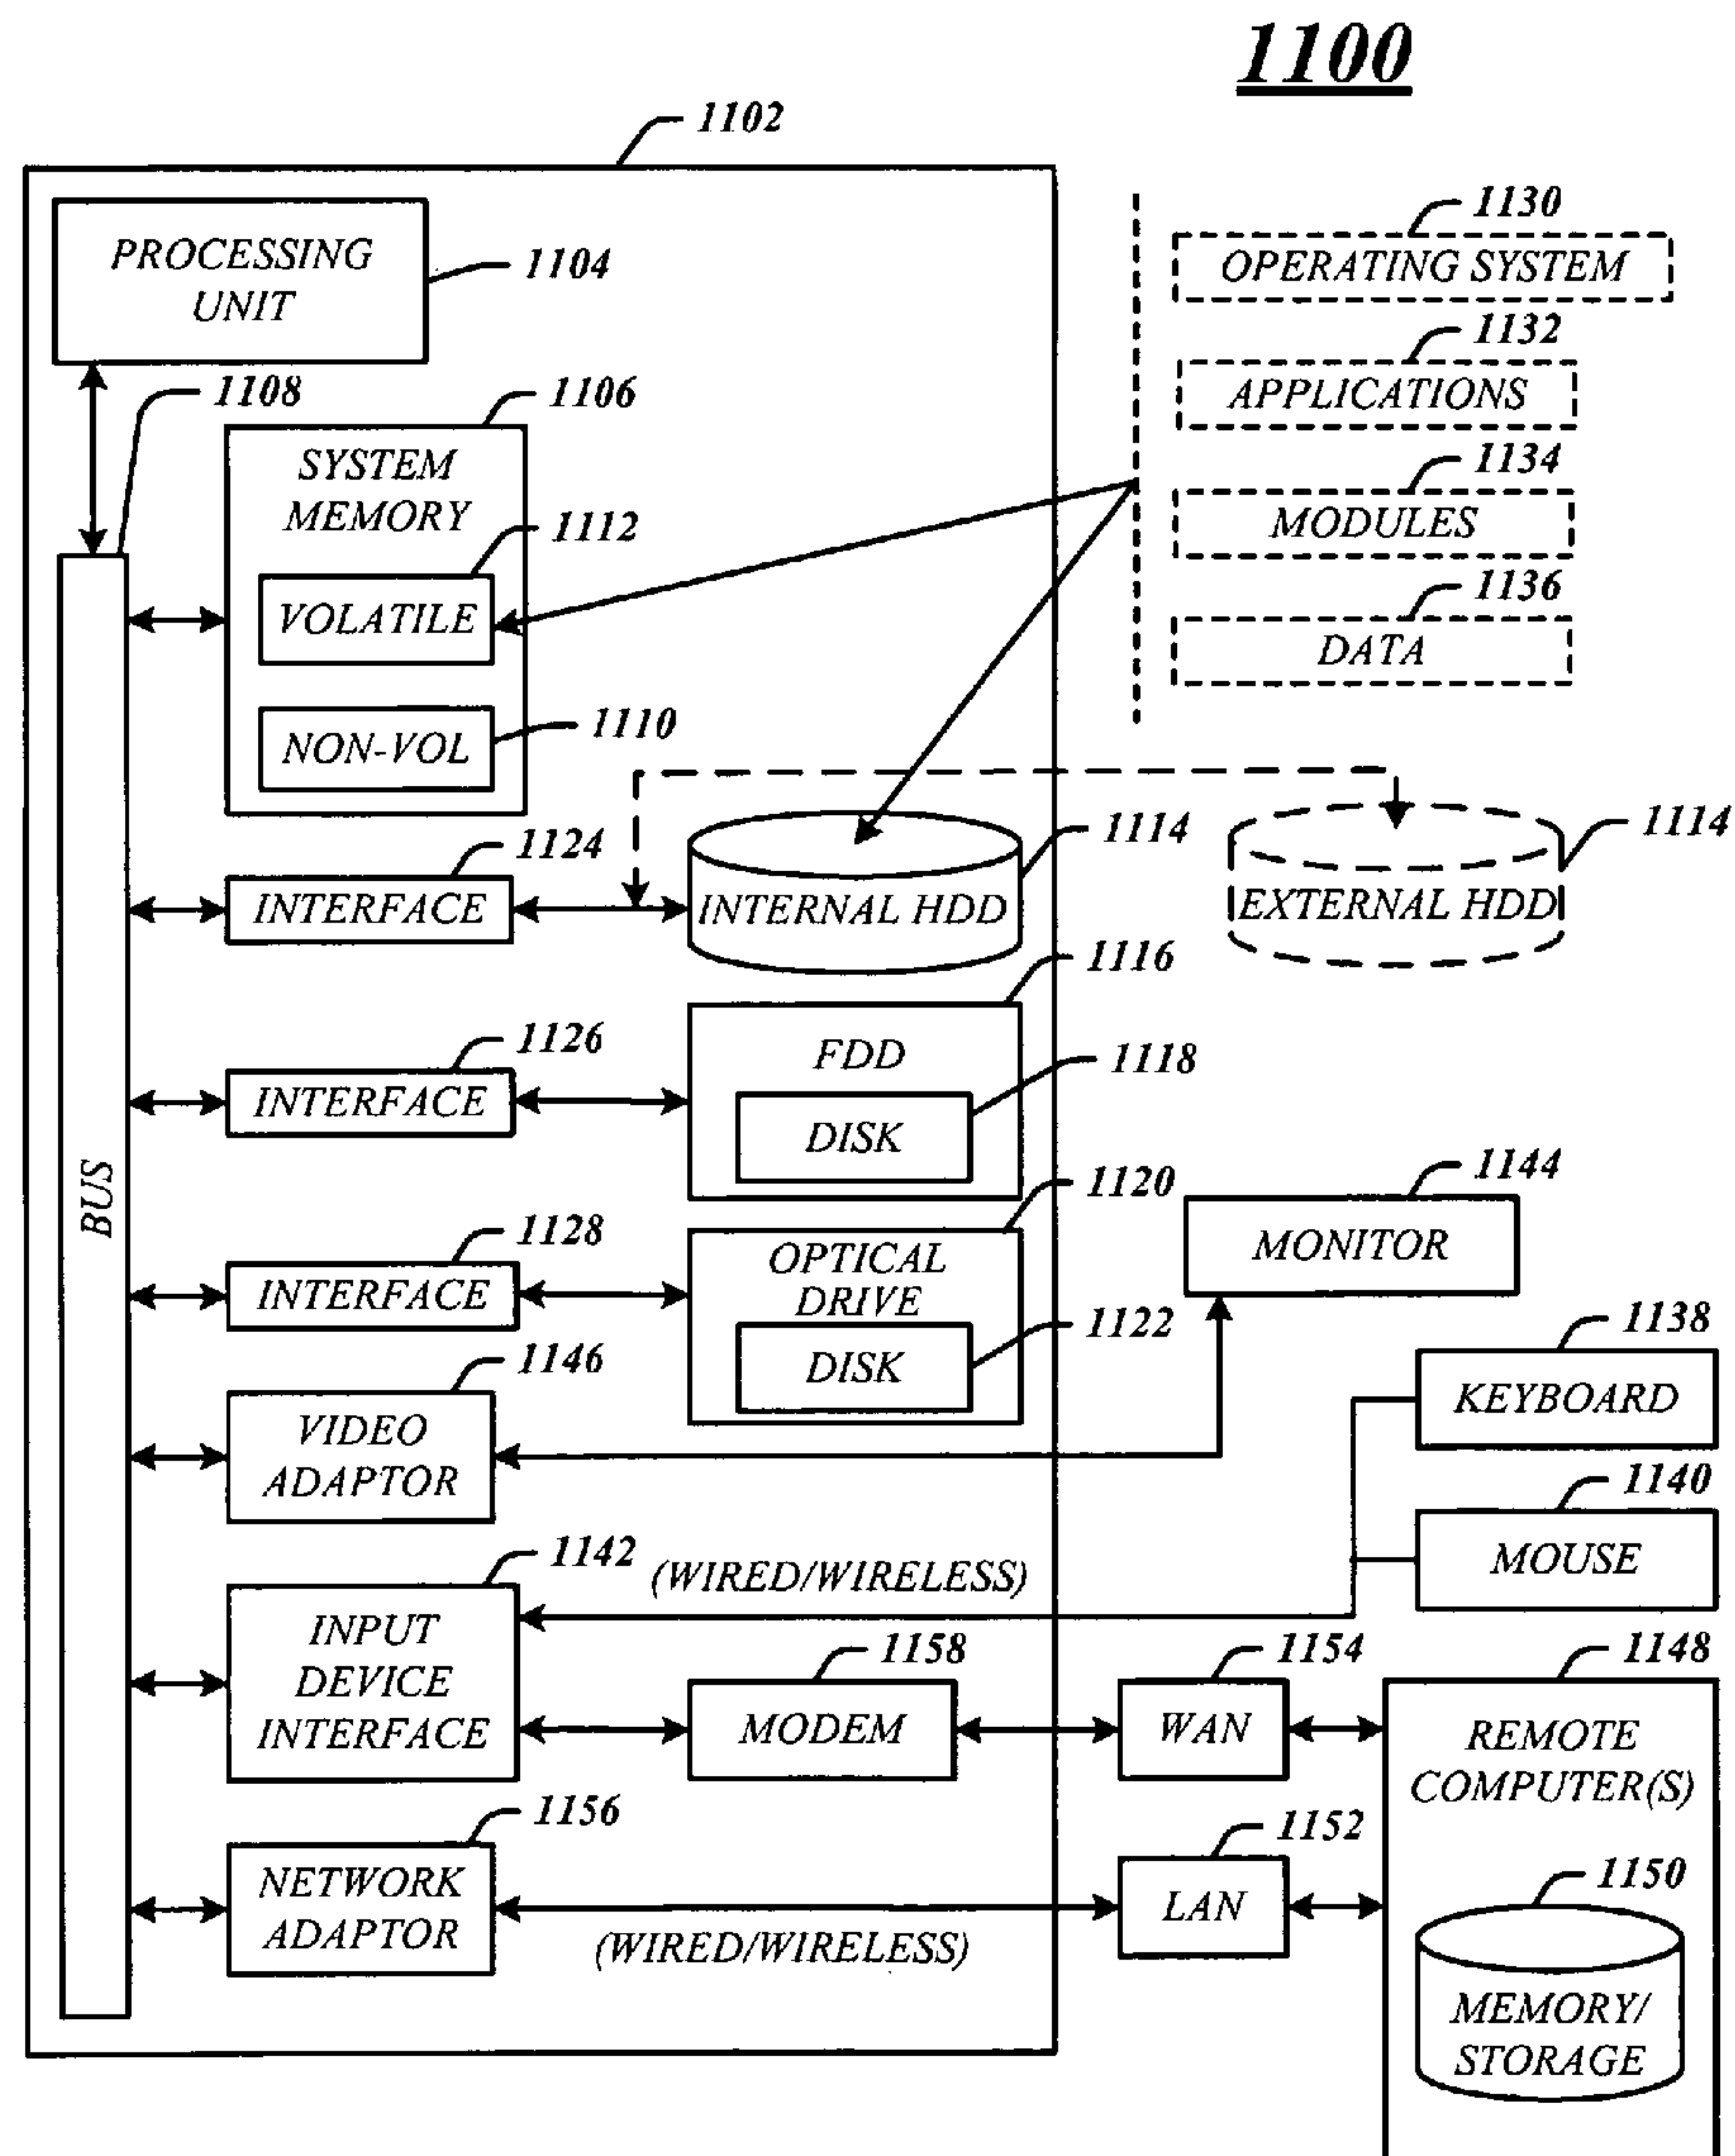 1100
1102
PROCESSING
UNIT
1104
1108
1106
SYSTEM
MEMORY
1112
VOLATILE
1110
NON-VOL
1130
OPERATING SYSTEM
1132
APPLICATIONS
1134
MODULES
1136
DATA
BUS
1124
INTERFACE
1114
INTERNAL HDD
1114
EXTERNAL HDD
1126
INTERFACE
1116
FDD
1118
DISK
1128
INTERFACE
1120
OPTICAL
DRIVE
1122
DISK
1144
MONITOR
1146
VIDEO
ADAPTOR
1138
KEYBOARD
1140
MOUSE
1142
INPUT
DEVICE
INTERFACE
(WIRED/WIRELESS)
1158
MODEM
1154
WAN
1148
REMOTE
COMPUTER(S)
1156
NETWORK
ADAPTOR
(WIRED/WIRELESS)
1152
LAN
1150
MEMORY/
STORAGE